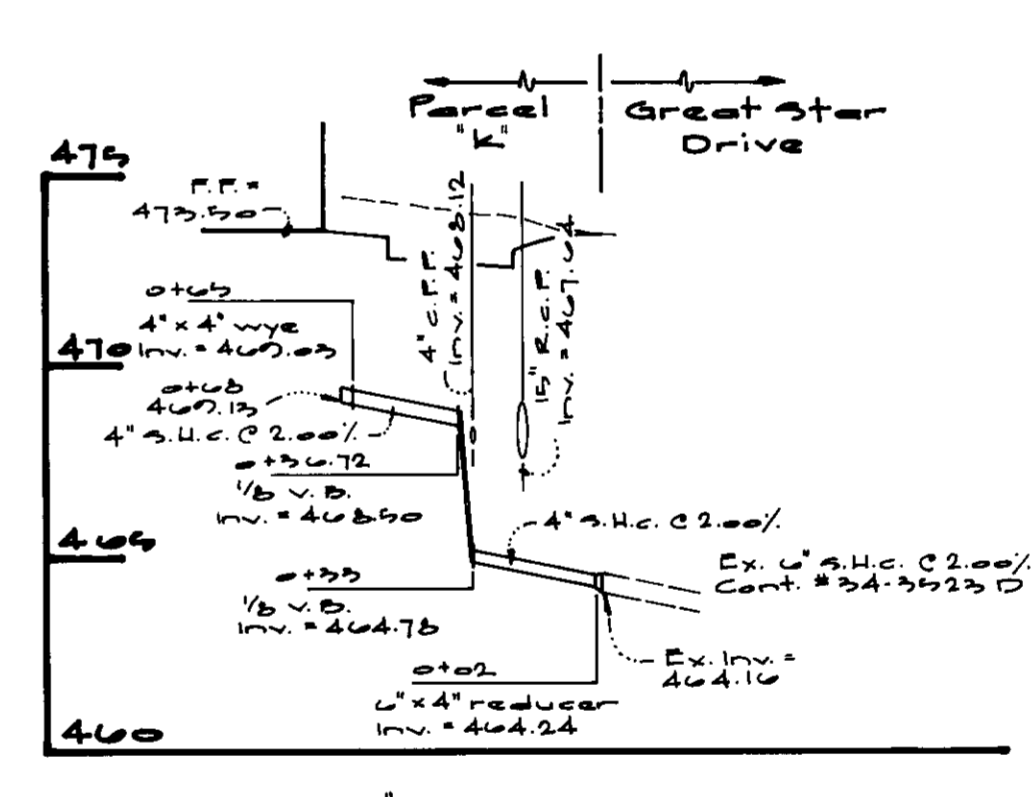 Parcel
"K"
Great Star
Drive
475
F.F. =
473.50
4" C.P.P.
Inv. = 468.12
15" R.C.P.
Inv. = 467.64
0+65
4" x 4" wye
Inv. = 469.03
470
0+68
469.13
4" S.H.C. @ 2.00%
0+36.72
1/8 V.B.
Inv. = 468.50
465
4" S.H.C. @ 2.00%
Ex. 6" S.H.C. @ 2.00%
Cont. # 34-3523 D
0+33
1/8 V.B.
Inv. = 464.78
Ex. Inv. =
464.16
0+02
6" x 4" reducer
Inv. = 464.24
460